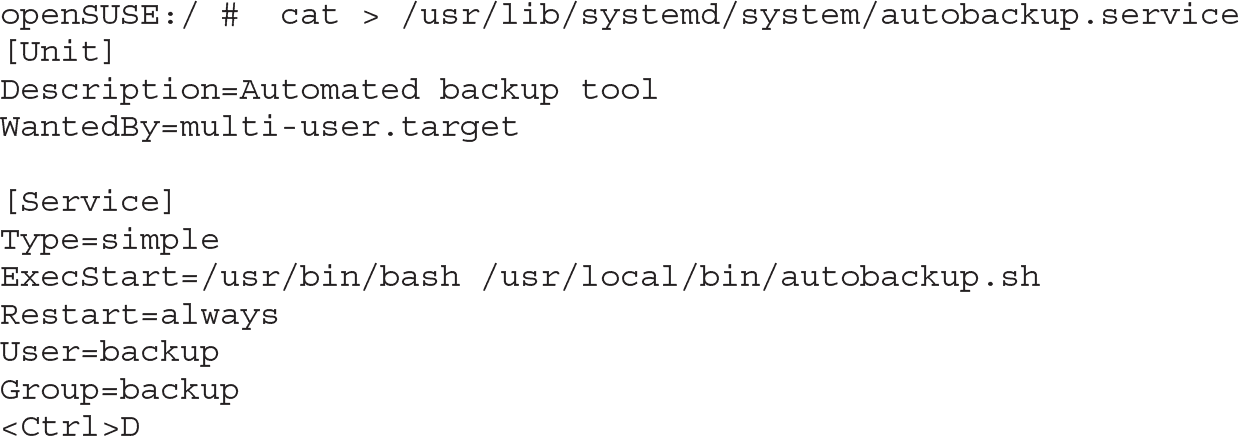 openSUSE:/ #  cat > /usr/lib/systemd/system/autobackup.service
[Unit]
Description=Automated backup tool
WantedBy=multi-user.target

[Service]
Type=simple
ExecStart=/usr/bin/bash /usr/local/bin/autobackup.sh
Restart=always
User=backup
Group=backup
<Ctrl>D